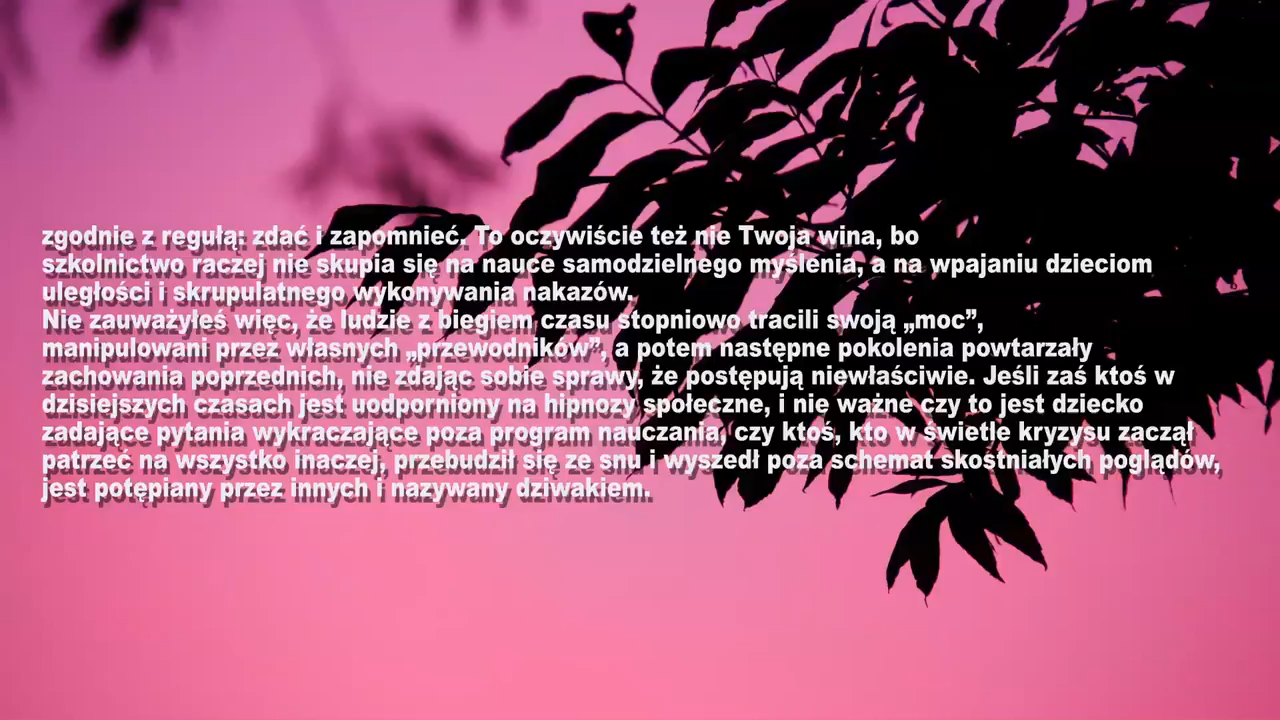 zgodnie z regułą: zdać i zapomnieć. To oczywiście też nie Twoja wina, bo
szkolnictwo raczej nie skupia się na nauce samodzielnego myślenia, a na wpajaniu dzieciom
uległości i skrupulatnego wykonywania nakazów.
Nie zauważyłeś więc, że ludzie z biegiem czasu stopniowo tracili swoją „moc”,
manipulowani przez własnych „przewodników”, a potem następne pokolenia powtarzały
zachowania poprzednich, nie zdając sobie sprawy, że postępują niewłaściwie. Jeśli zaś ktoś w
dzisiejszych czasach jest uodporniony na hipnozy społeczne, i nie ważne czy to jest dziecko
zadające pytania wykraczające poza program nauczania, czy ktoś, kto w świetle kryzysu zaczął
patrzeć na wszystko inaczej, przebudził się ze snu i wyszedł poza schemat skostniałych poglądów,
jest potępiany przez innych i nazywany dziwakiem.